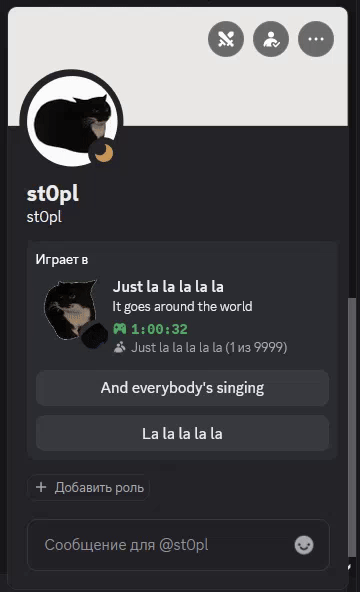 st0pl
st0pl
Играет в
Just la la la la la
It goes around the world
1:00:32
Just la la la la la (1 из 9999)
And everybody's singing
La la la la la
+ Добавить роль
Сообщение для @st0pl